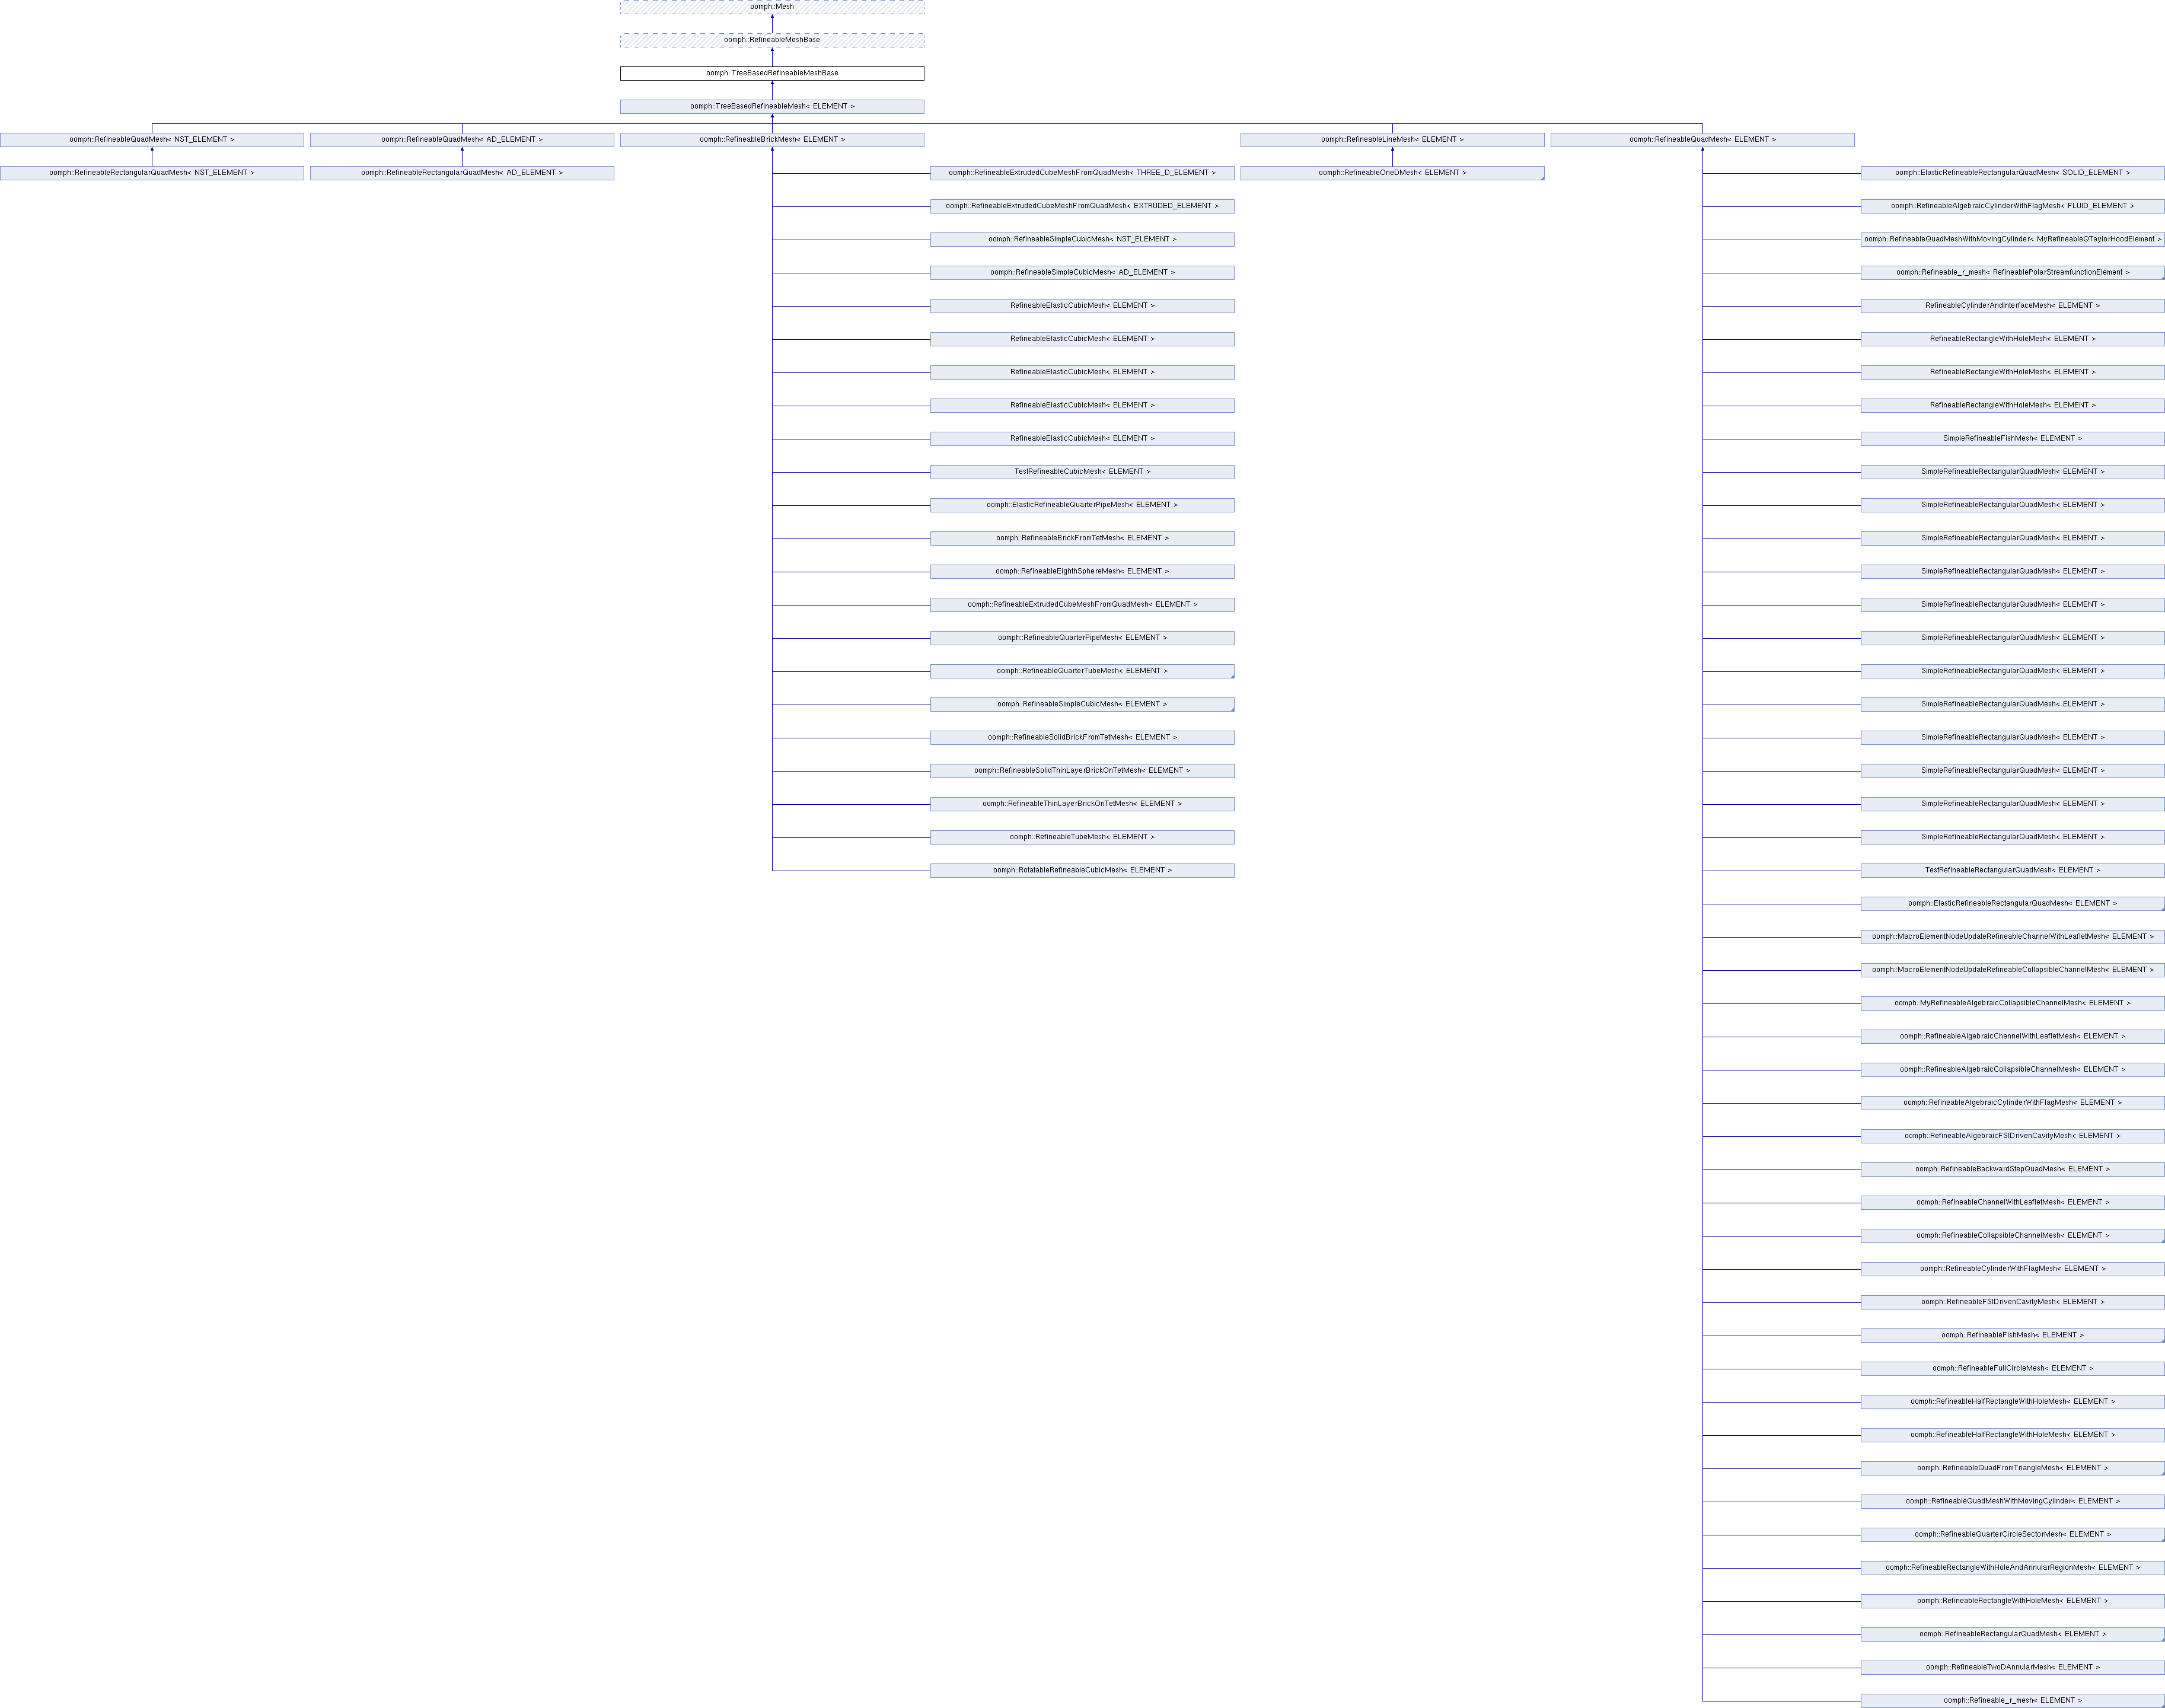 oomph::Mesh
oomph::RefineableMeshBase
oomph::TreeBasedRefineableMeshBase
oomph::TreeBasedRefineableMesh< ELEMENT >
oomph::RefineableQuadMesh< NST_ELEMENT >
oomph::RefineableQuadMesh< AD_ELEMENT >
oomph::RefineableBrickMesh< ELEMENT >
oomph::RefineableLineMesh< ELEMENT >
oomph::RefineableQuadMesh< ELEMENT >
oomph::RefineableRectangularQuadMesh< NST_ELEMENT >
oomph::RefineableRectangularQuadMesh< AD_ELEMENT >
oomph::RefineableExtrudedCubeMeshFromQuadMesh< THREE_D_ELEMENT >
oomph::RefineableExtrudedCubeMeshFromQuadMesh< EXTRUDED_ELEMENT >
oomph::RefineableSimpleCubicMesh< NST_ELEMENT >
oomph::RefineableSimpleCubicMesh< AD_ELEMENT >
RefineableElasticCubicMesh< ELEMENT >
RefineableElasticCubicMesh< ELEMENT >
RefineableElasticCubicMesh< ELEMENT >
RefineableElasticCubicMesh< ELEMENT >
RefineableElasticCubicMesh< ELEMENT >
TestRefineableCubicMesh< ELEMENT >
oomph::ElasticRefineableQuarterPipeMesh< ELEMENT >
oomph::RefineableBrickFromTetMesh< ELEMENT >
oomph::RefineableEighthSphereMesh< ELEMENT >
oomph::RefineableExtrudedCubeMeshFromQuadMesh< ELEMENT >
oomph::RefineableQuarterPipeMesh< ELEMENT >
oomph::RefineableQuarterTubeMesh< ELEMENT >
oomph::RefineableSimpleCubicMesh< ELEMENT >
oomph::RefineableSolidBrickFromTetMesh< ELEMENT >
oomph::RefineableSolidThinLayerBrickOnTetMesh< ELEMENT >
oomph::RefineableThinLayerBrickOnTetMesh< ELEMENT >
oomph::RefineableTubeMesh< ELEMENT >
oomph::RotatableRefineableCubicMesh< ELEMENT >
oomph::RefineableOneDMesh< ELEMENT >
oomph::ElasticRefineableRectangularQuadMesh< SOLID_ELEMENT >
oomph::RefineableAlgebraicCylinderWithFlagMesh< FLUID_ELEMENT >
oomph::RefineableQuadMeshWithMovingCylinder< MyRefineableQTaylorHoodElement >
oomph::Refineable_r_mesh< RefineablePolarStreamfunctionElement >
RefineableCylinderAndInterfaceMesh< ELEMENT >
RefineableRectangleWithHoleMesh< ELEMENT >
RefineableRectangleWithHoleMesh< ELEMENT >
RefineableRectangleWithHoleMesh< ELEMENT >
SimpleRefineableFishMesh< ELEMENT >
SimpleRefineableRectangularQuadMesh< ELEMENT >
SimpleRefineableRectangularQuadMesh< ELEMENT >
SimpleRefineableRectangularQuadMesh< ELEMENT >
SimpleRefineableRectangularQuadMesh< ELEMENT >
SimpleRefineableRectangularQuadMesh< ELEMENT >
SimpleRefineableRectangularQuadMesh< ELEMENT >
SimpleRefineableRectangularQuadMesh< ELEMENT >
SimpleRefineableRectangularQuadMesh< ELEMENT >
SimpleRefineableRectangularQuadMesh< ELEMENT >
SimpleRefineableRectangularQuadMesh< ELEMENT >
SimpleRefineableRectangularQuadMesh< ELEMENT >
SimpleRefineableRectangularQuadMesh< ELEMENT >
TestRefineableRectangularQuadMesh< ELEMENT >
oomph::ElasticRefineableRectangularQuadMesh< ELEMENT >
oomph::MacroElementNodeUpdateRefineableChannelWithLeafletMesh< ELEMENT >
oomph::MacroElementNodeUpdateRefineableCollapsibleChannelMesh< ELEMENT >
oomph::MyRefineableAlgebraicCollapsibleChannelMesh< ELEMENT >
oomph::RefineableAlgebraicChannelWithLeafletMesh< ELEMENT >
oomph::RefineableAlgebraicCollapsibleChannelMesh< ELEMENT >
oomph::RefineableAlgebraicCylinderWithFlagMesh< ELEMENT >
oomph::RefineableAlgebraicFSIDrivenCavityMesh< ELEMENT >
oomph::RefineableBackwardStepQuadMesh< ELEMENT >
oomph::RefineableChannelWithLeafletMesh< ELEMENT >
oomph::RefineableCollapsibleChannelMesh< ELEMENT >
oomph::RefineableCylinderWithFlagMesh< ELEMENT >
oomph::RefineableFSIDrivenCavityMesh< ELEMENT >
oomph::RefineableFishMesh< ELEMENT >
oomph::RefineableFullCircleMesh< ELEMENT >
oomph::RefineableHalfRectangleWithHoleMesh< ELEMENT >
oomph::RefineableHalfRectangleWithHoleMesh< ELEMENT >
oomph::RefineableQuadFromTriangleMesh< ELEMENT >
oomph::RefineableQuadMeshWithMovingCylinder< ELEMENT >
oomph::RefineableQuarterCircleSectorMesh< ELEMENT >
oomph::RefineableRectangleWithHoleAndAnnularRegionMesh< ELEMENT >
oomph::RefineableRectangleWithHoleMesh< ELEMENT >
oomph::RefineableRectangularQuadMesh< ELEMENT >
oomph::RefineableTwoDAnnularMesh< ELEMENT >
oomph::Refineable_r_mesh< ELEMENT >